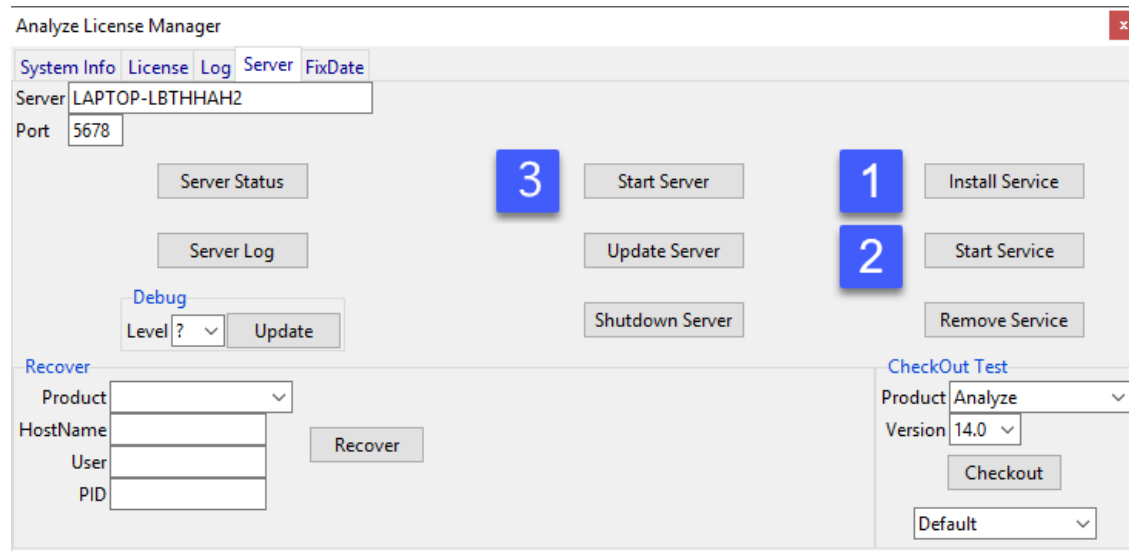 Analyze License Manager
x
System Info License Log Server FixDate
Server LAPTOP-LBTHHAH2
Port 5678
Server Status 3 Start Server 1 Install Service
Server Log Update Server 2 Start Service
Debug
Level ? Update
Shutdown Server Remove Service
Recover
Product
HostName
User
PID
Recover
CheckOut Test
Product Analyze
Version 14.0
Checkout
Default